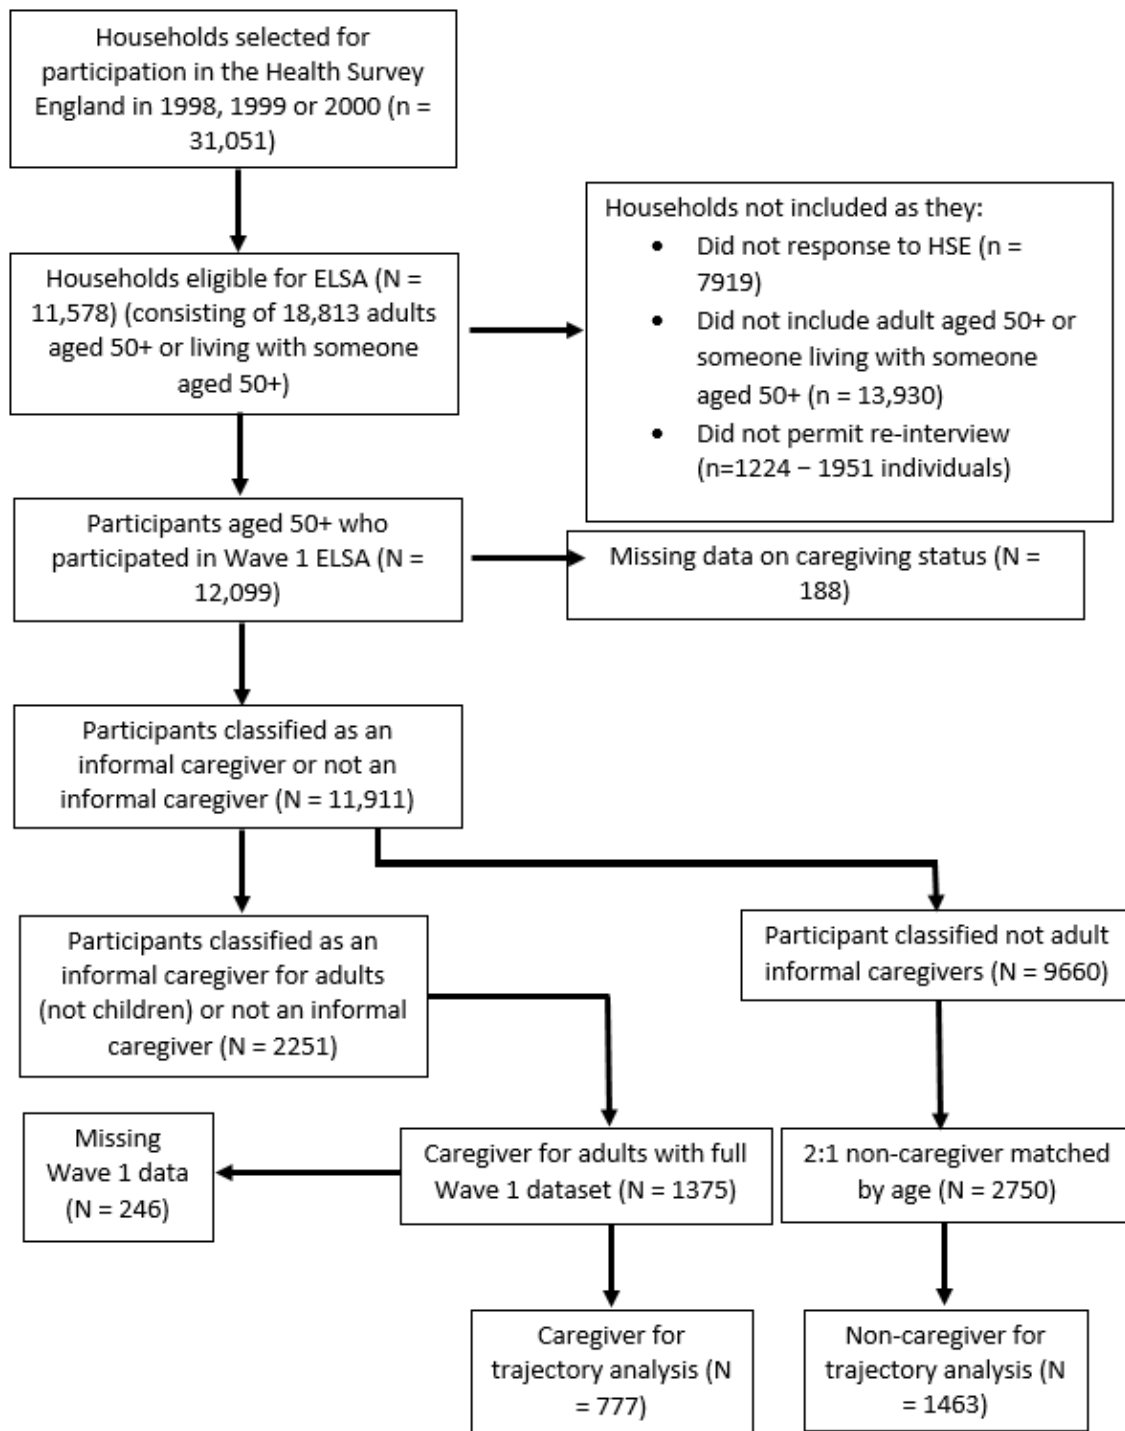 Households selected for
participation in the Health Survey
England in 1998, 1999 or 2000 (n =
31,051)
Households eligible for ELSA (N =
11,578) (consisting of 18,813 adults
aged 50+ or living with someone
aged 50+)
Households not included as they:
• Did not response to HSE (n =
7919)
• Did not include adult aged 50+ or
someone living with someone
aged 50+ (n = 13,930)
• Did not permit re-interview
(n=1224 – 1951 individuals)
Participants aged 50+ who
participated in Wave 1 ELSA (N =
12,099)
Missing data on caregiving status (N =
188)
Participants classified as an
informal caregiver or not an
informal caregiver (N = 11,911)
Participants classified as an
informal caregiver for adults
(not children) or not an informal
caregiver (N = 2251)
Participant classified not adult
informal caregivers (N = 9660)
Missing
Wave 1 data
(N = 246)
Caregiver for adults with full
Wave 1 dataset (N = 1375)
2:1 non-caregiver matched
by age (N = 2750)
Caregiver for
trajectory analysis (N
= 777)
Non-caregiver for
trajectory analysis (N
= 1463)